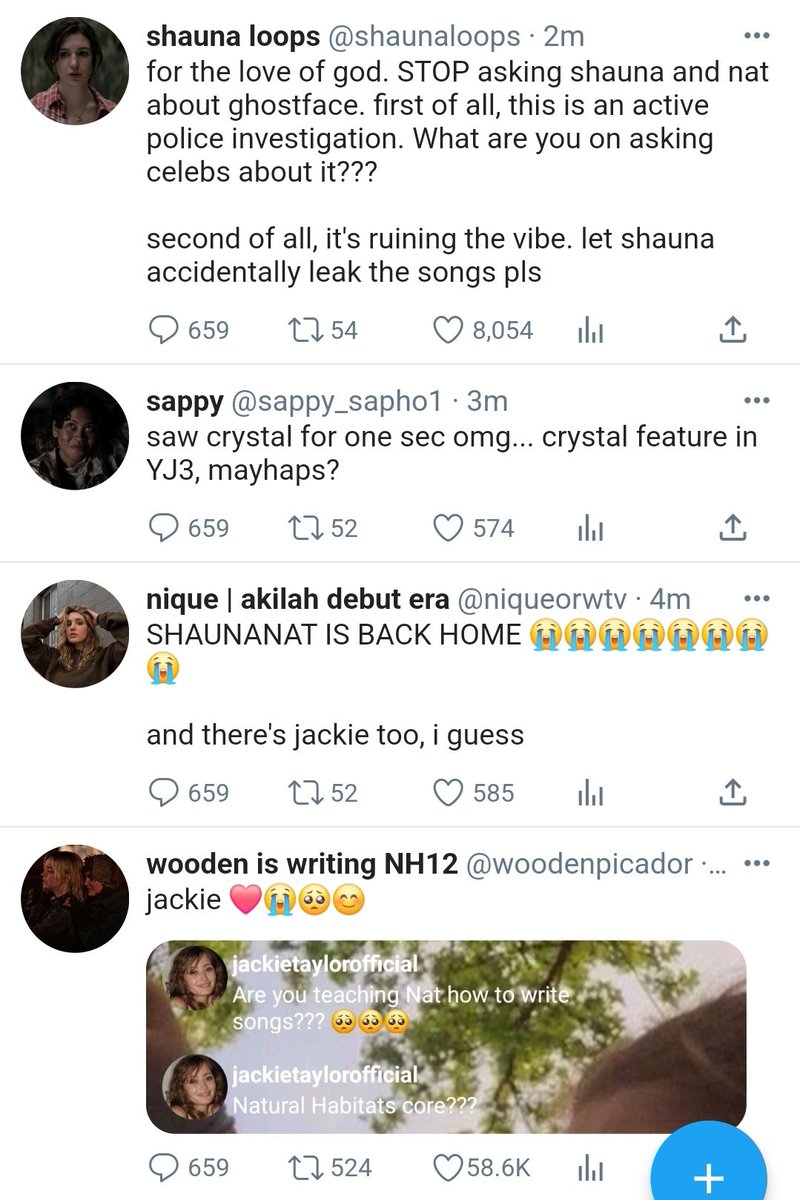 shauna loops @shaunaloops · 2m
for the love of god. STOP asking shauna and nat
about ghostface. first of all, this is an active
police investigation. What are you on asking
celebs about it???
second of all, it's ruining the vibe. let shauna
accidentally leak the songs pls
659 54 8,054
sappy @sappy_sapho1 · 3m
saw crystal for one sec omg... crystal feature in
YJ3, mayhaps?
659 52 574
nique | akilah debut era @niqueorwtv · 4m
SHAUNANAT IS BACK HOME 😭😭😭😭😭😭😭
😭
and there's jackie too, i guess
659 52 585
wooden is writing NH12 @woodenpicador ·...
jackie ❤️😭🥺😊
jackietaylorofficial
Are you teaching Nat how to write
songs??? 🥺🥺🥺
jackietaylorofficial
Natural Habitats core???
659 524 58.6K